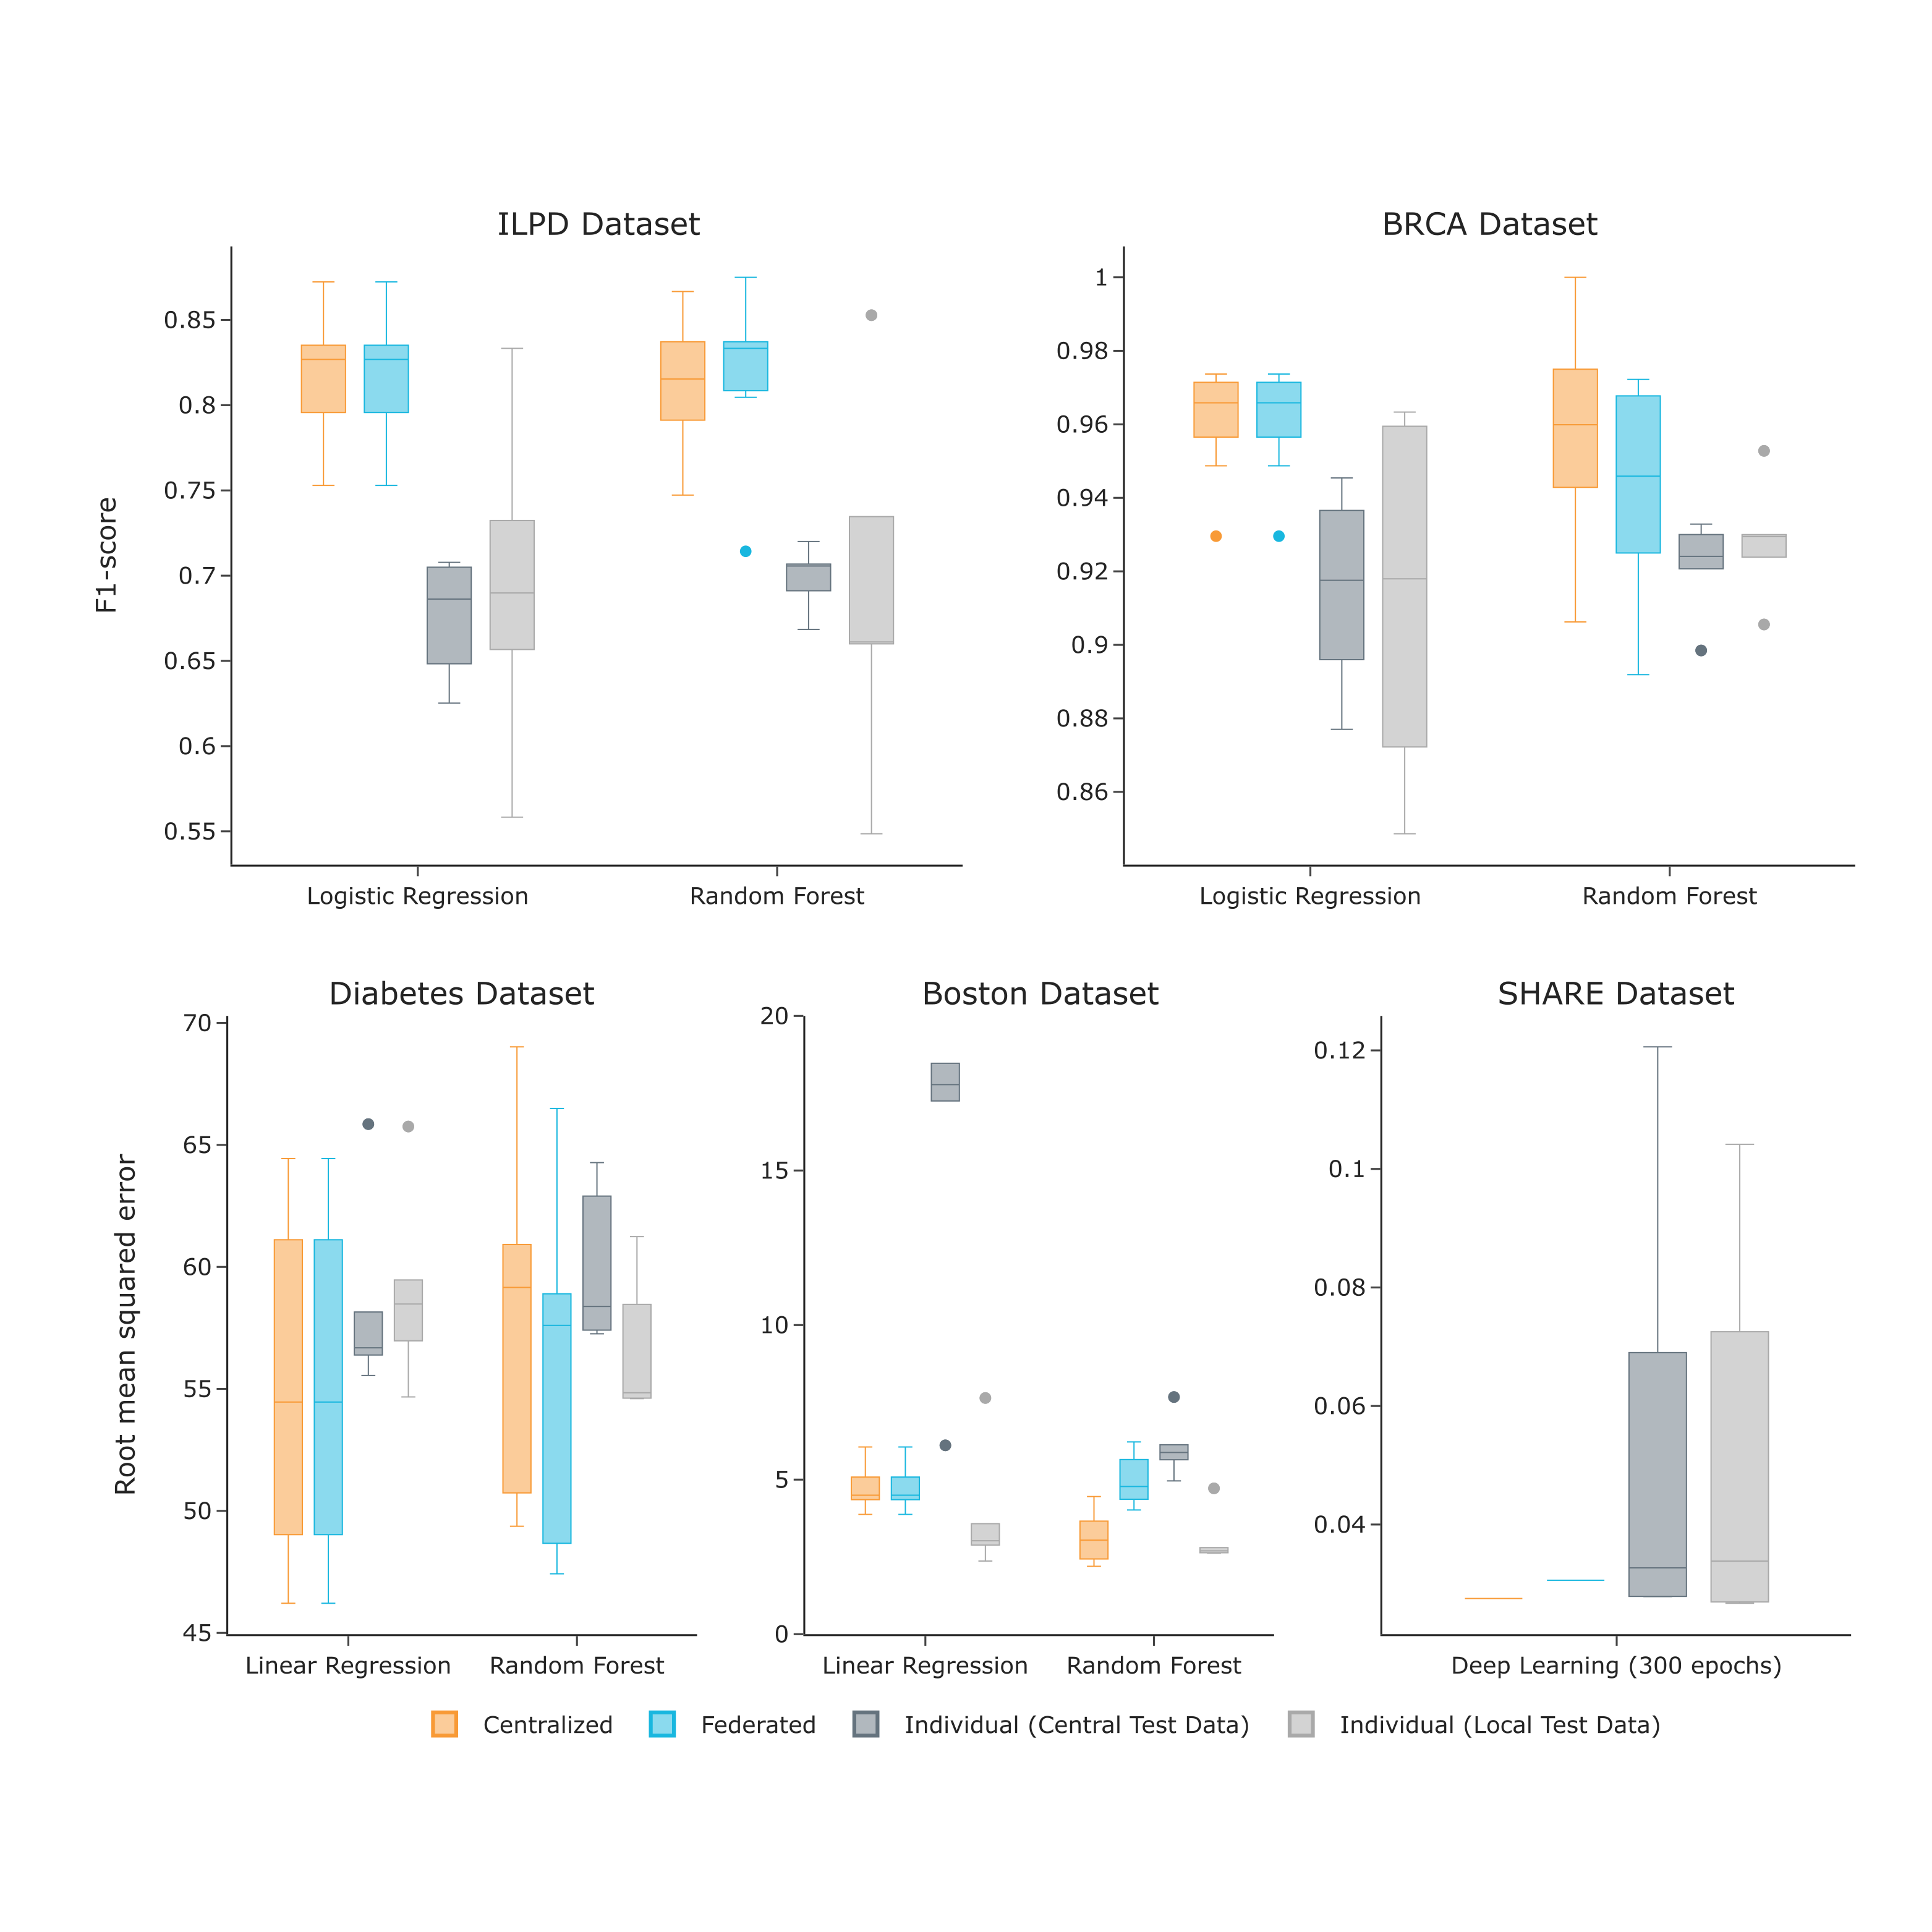 ILPD Dataset
F1-score
0.85
0.8
0.75
0.7
0.65
0.6
0.55
Logistic Regression
Random Forest
BRCA Dataset
1
0.98
0.96
0.94
0.92
0.9
0.88
0.86
Logistic Regression
Random Forest
Diabetes Dataset
Root mean squared error
70
65
60
55
50
45
Linear Regression
Random Forest
Boston Dataset
20
15
10
5
0
Linear Regression
Random Forest
SHARE Dataset
0.12
0.1
0.08
0.06
0.04
Deep Learning (300 epochs)
Centralized
Federated
Individual (Central Test Data)
Individual (Local Test Data)